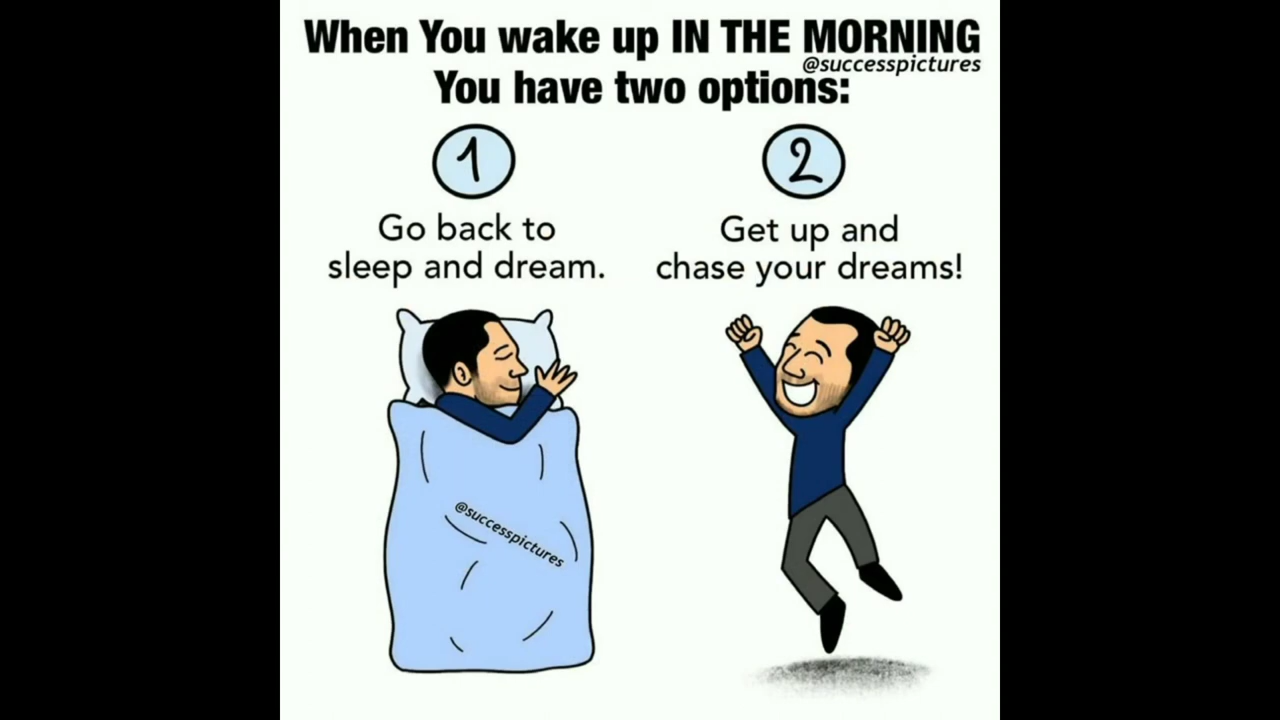 When You wake up IN THE MORNING
@successpictures
You have two options:
1
Go back to
sleep and dream.
2
Get up and
chase your dreams!
@successpictures